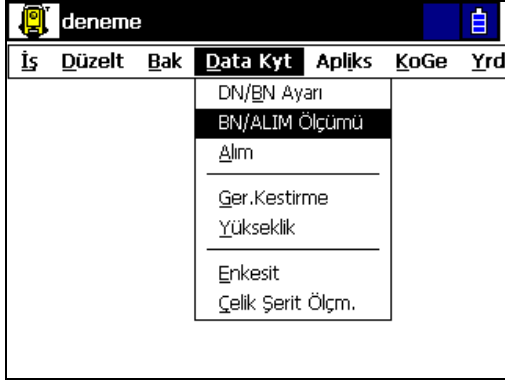 deneme
İş Düzelt Bak Data Kyt Apliks KoGe Yrd
DN/BN Ayarı
BN/ALIM Ölçümü
Alım
Ger.Kestirme
Yükseklik
Enkesit
Çelik Şerit Ölçm.